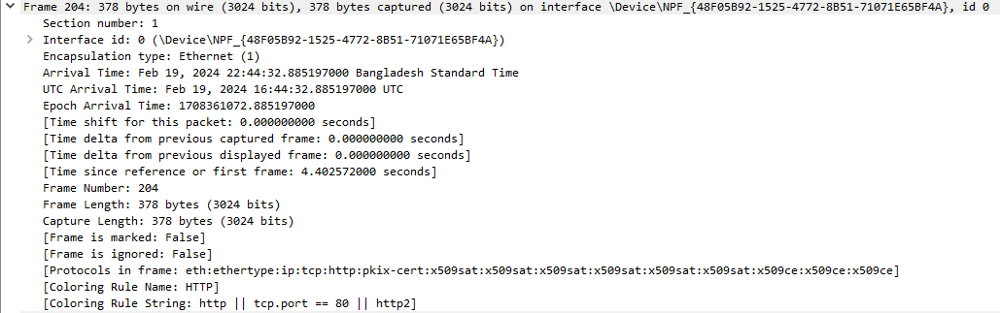 Frame 204: 378 bytes on wire (3024 bits), 378 bytes captured (3024 bits) on interface \Device\NPF_{48F05B92-1525-4772-8B51-71071E65BF4A}, id 0
Section number: 1
Interface id: 0 (\Device\NPF_{48F05B92-1525-4772-8B51-71071E65BF4A})
Encapsulation type: Ethernet (1)
Arrival Time: Feb 19, 2024 22:44:32.885197000 Bangladesh Standard Time
UTC Arrival Time: Feb 19, 2024 16:44:32.885197000 UTC
Epoch Arrival Time: 1708361072.885197000
[Time shift for this packet: 0.000000000 seconds]
[Time delta from previous captured frame: 0.000000000 seconds]
[Time delta from previous displayed frame: 0.000000000 seconds]
[Time since reference or first frame: 4.402572000 seconds]
Frame Number: 204
Frame Length: 378 bytes (3024 bits)
Capture Length: 378 bytes (3024 bits)
[Frame is marked: False]
[Frame is ignored: False]
[Protocols in frame: eth:ethertype:ip:tcp:http:pkix-cert:x509sat:x509sat:x509sat:x509sat:x509sat:x509sat:x509ce:x509ce:x509ce]
[Coloring Rule Name: HTTP]
[Coloring Rule String: http || tcp.port == 80 || http2]